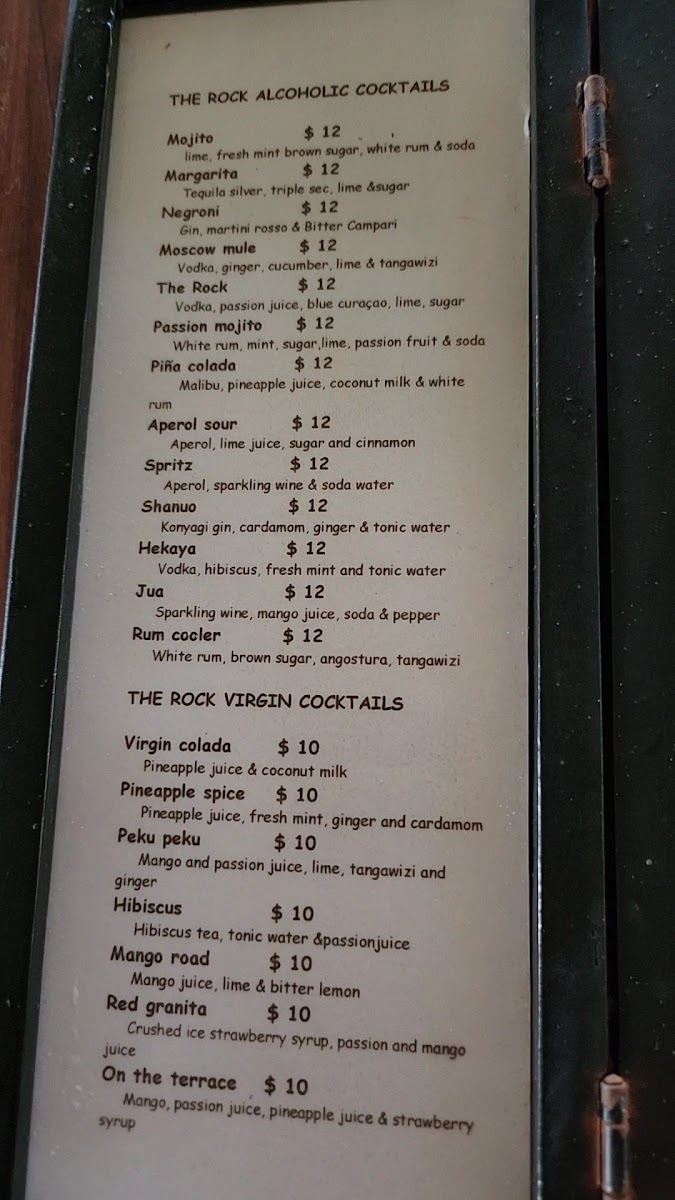 THE ROCK ALCOHOLIC COCKTAILS
Mojito $ 12
lime, fresh mint brown sugar, white rum & soda
Margarita $ 12
Tequila silver, triple sec, lime &sugar
Negroni $ 12
Gin, martini rosso & Bitter Campari
Moscow mule $ 12
Vodka, ginger, cucumber, lime & tangawizi
The Rock $ 12
Vodka, passion juice, blue curaçao, lime, sugar
Passion mojito $ 12
White rum, mint, sugar,lime, passion fruit & soda
Piña colada $ 12
Malibu, pineapple juice, coconut milk & white
rum
Aperol sour $ 12
Aperol, lime juice, sugar and cinnamon
Spritz $ 12
Aperol, sparkling wine & soda water
Shanuo $ 12
Konyagi gin, cardamom, ginger & tonic water
Hekaya $ 12
Vodka, hibiscus, fresh mint and tonic water
Jua $ 12
Sparkling wine, mango juice, soda & pepper
Rum cocler $ 12
White rum, brown sugar, angostura, tangawizi
THE ROCK VIRGIN COCKTAILS
Virgin colada $ 10
Pineapple juice & coconut milk
Pineapple spice $ 10
Pineapple juice, fresh mint, ginger and cardamom
Peku peku $ 10
Mango and passion juice, lime, tangawizi and
ginger
Hibiscus $ 10
Hibiscus tea, tonic water &passionjuice
Mango road $ 10
Mango juice, lime & bitter lemon
Red granita $ 10
Crushed ice strawberry syrup, passion and mango
juice
On the terrace $ 10
Mango, passion juice, pineapple juice & strawberry
syrup